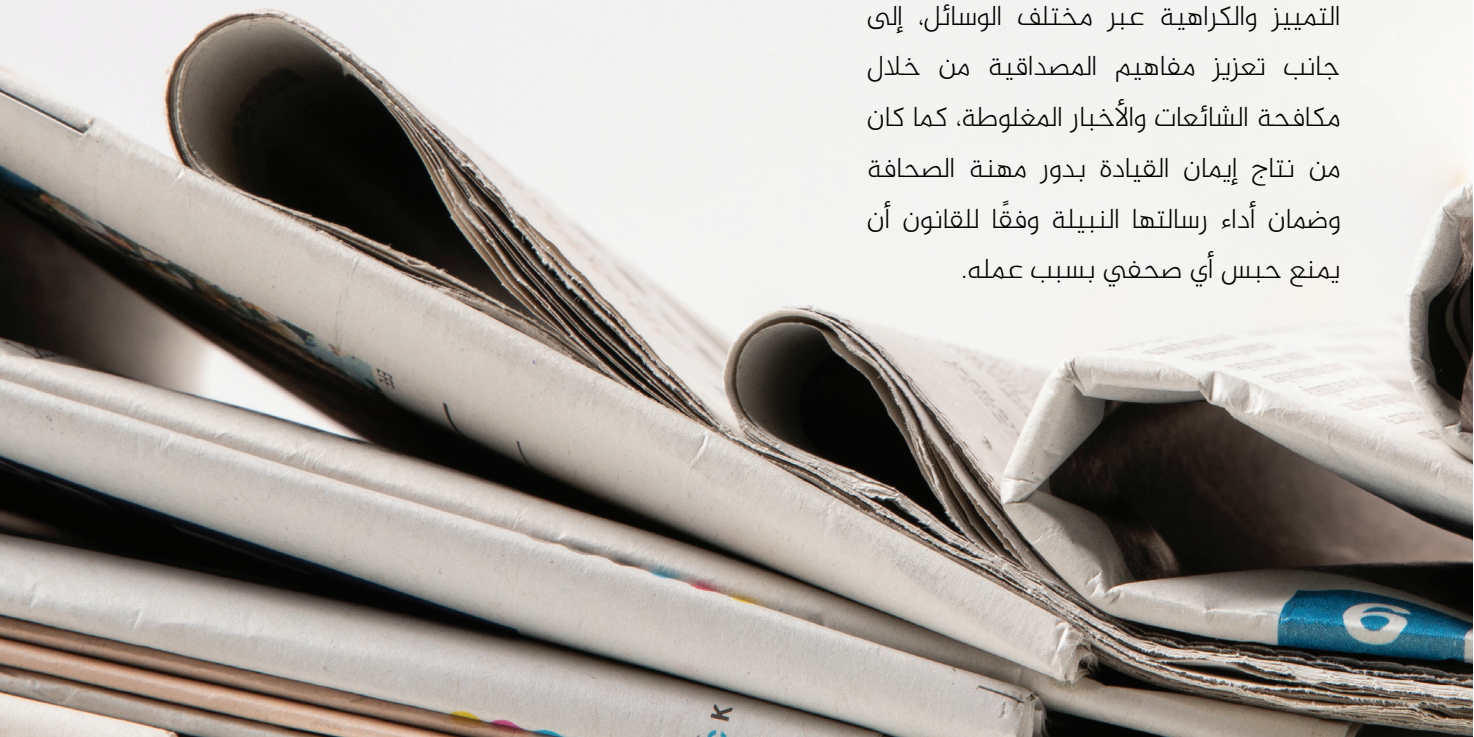 التمييز والكراهية عبر مختلف الوسائل، إلى
جانب تعزيز مفاهيم المصداقية من خلال
مكافحة الشائعات والأخبار المغلوطة، كما كان
من نتاج إيمان القيادة بدور مهنة الصحافة
وضمان أداء رسالتها النبيلة وفقًا للقانون أن
يمنع حبس أي صحفي بسبب عمله.
6
K